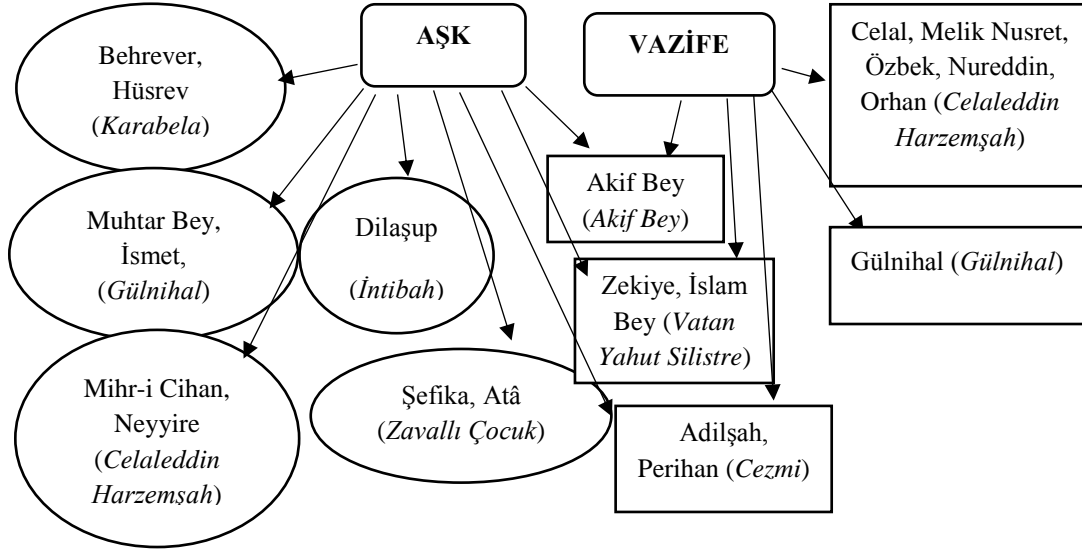 AŞK
VAZİFE
Behrever,
Hüsrev
(Karabela)
Celal, Melik Nusret,
Özbek, Nureddin,
Orhan (Celaleddin
Harzemşah)
Akif Bey
(Akif Bey)
Muhtar Bey,
İsmet,
(Gülnihal)
Dilaşup
(İntibah)
Gülnihal (Gülnihal)
Zekiye, İslam
Bey (Vatan
Yahut Silistre)
Mihr-i Cihan,
Neyyire
(Celaleddin
Harzemşah)
Şefika, Atâ
(Zavallı Çocuk)
Adilşah,
Perihan (Cezmi)